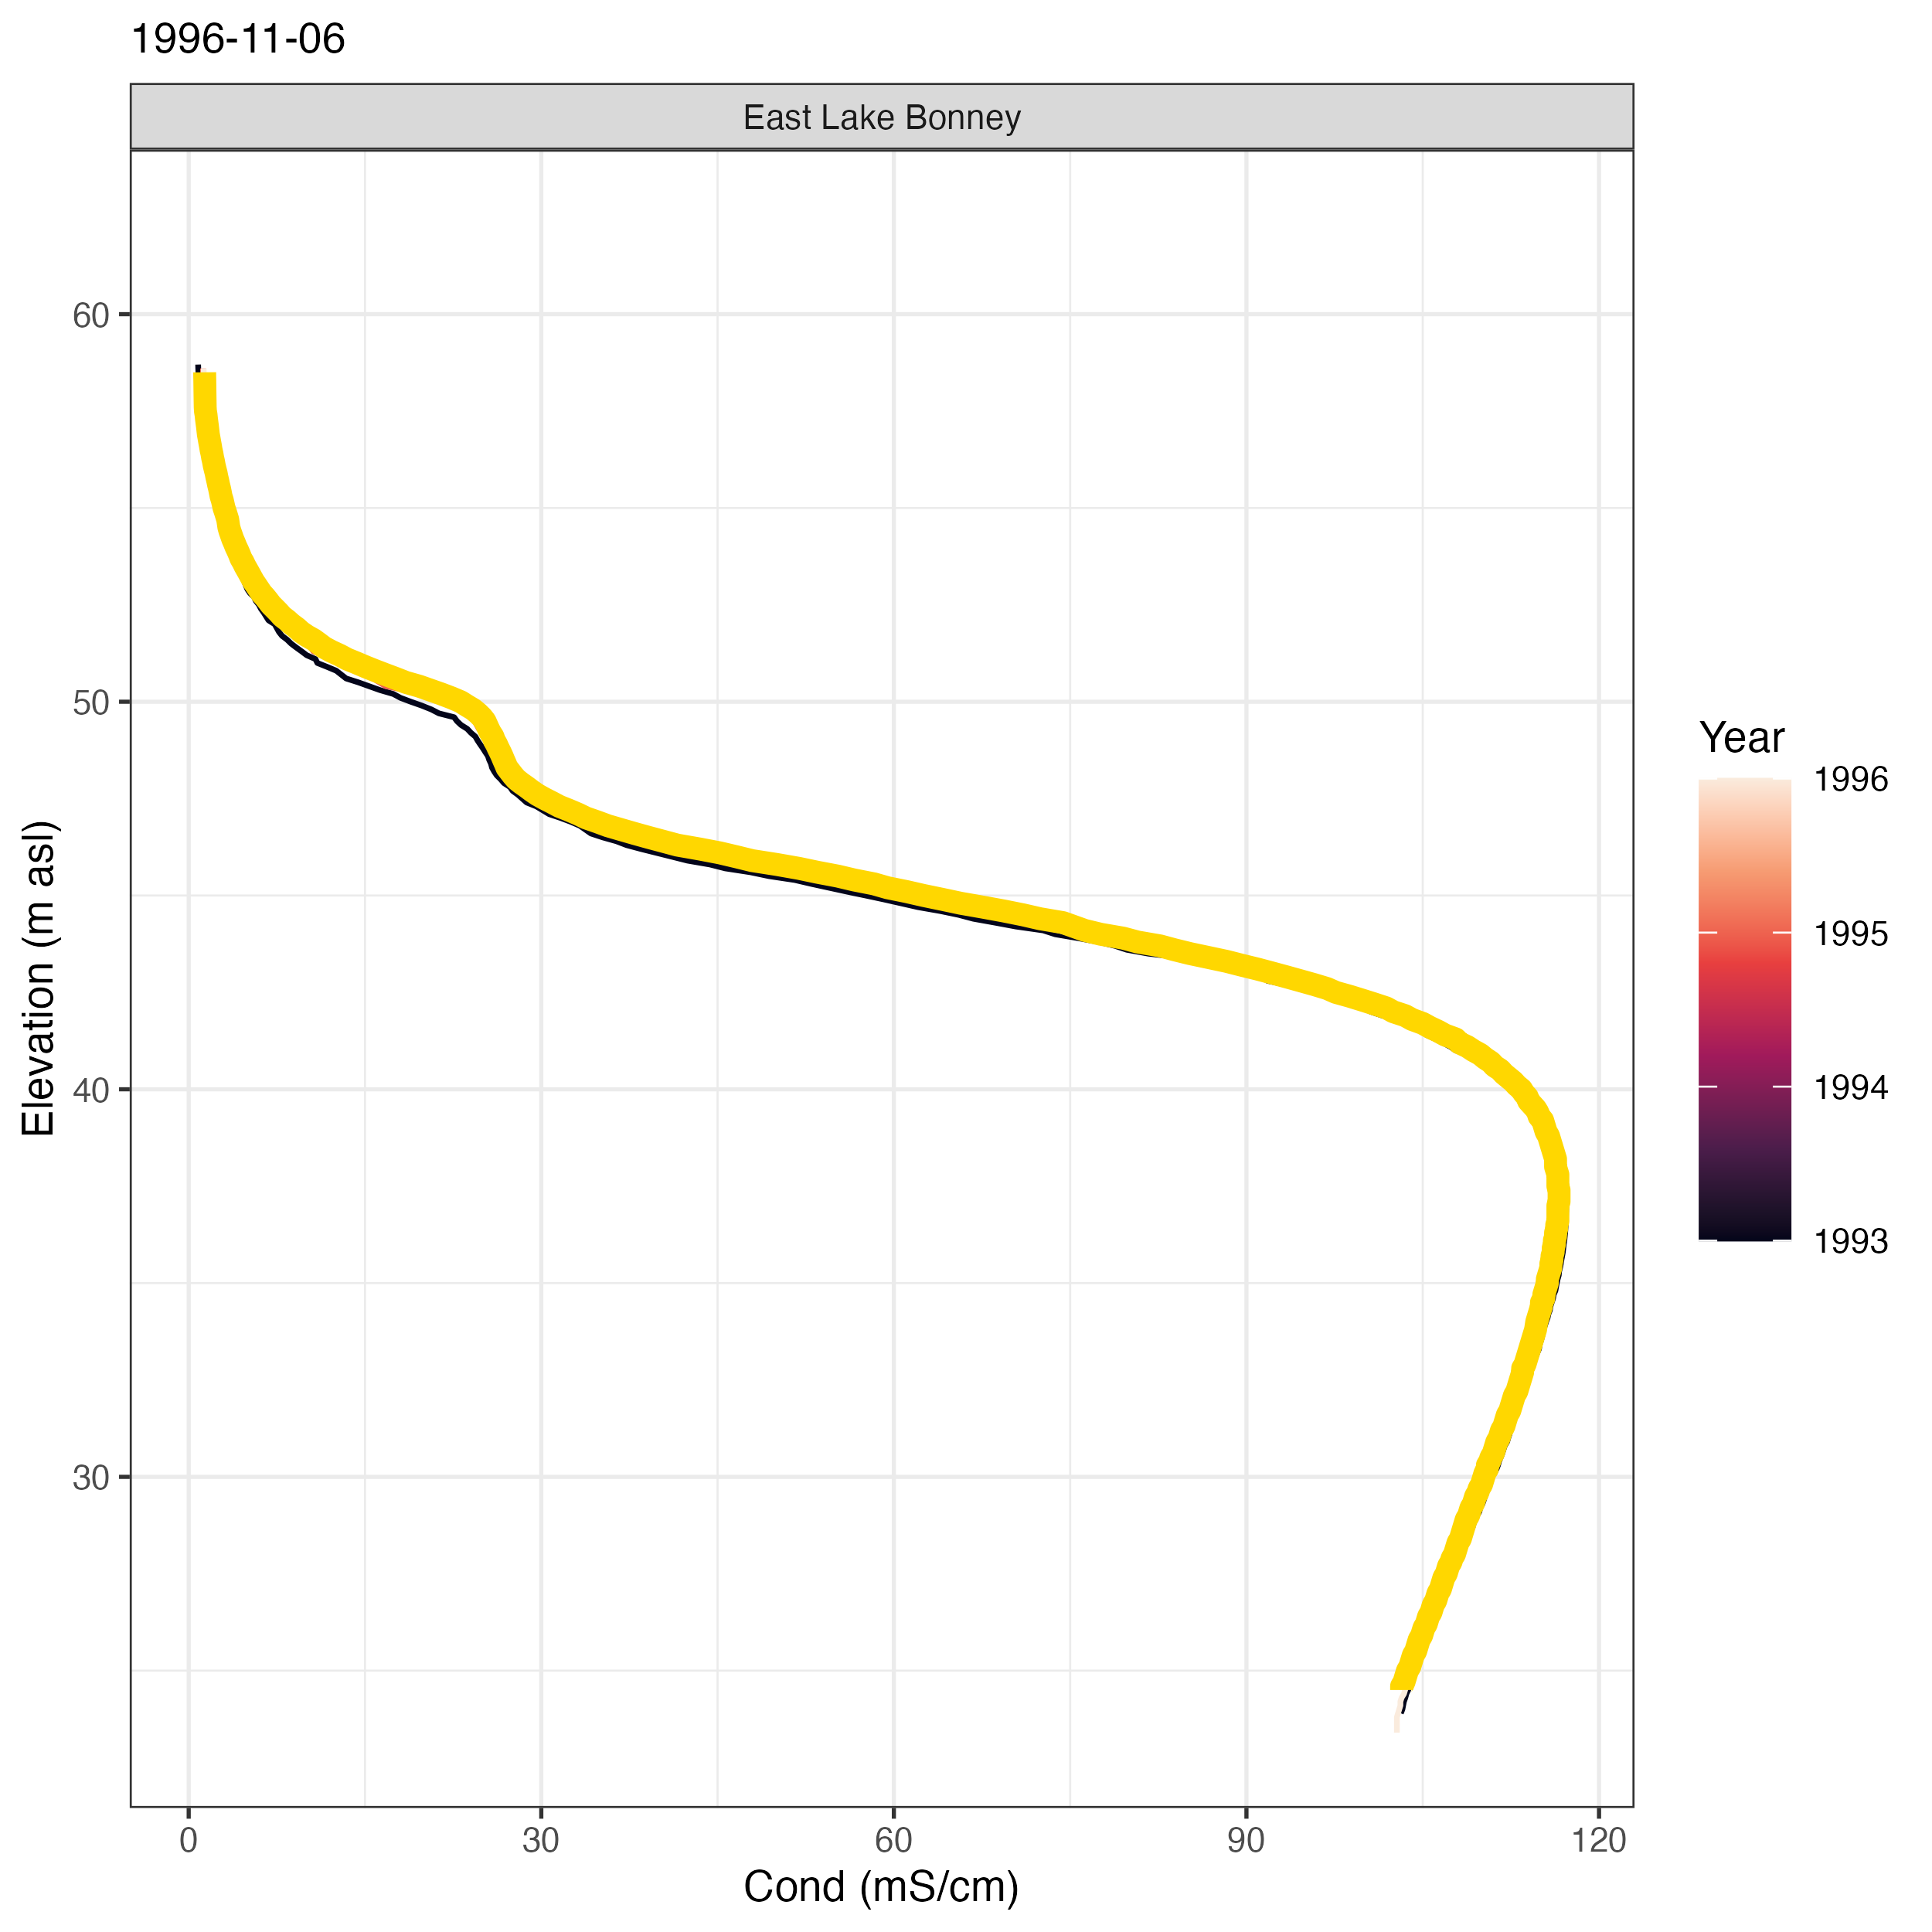 1996-11-06
East Lake Bonney
60
50
40
30
Elevation (m asl)
0 30 60 90 120
Cond (mS/cm)
Year
1996
1995
1994
1993